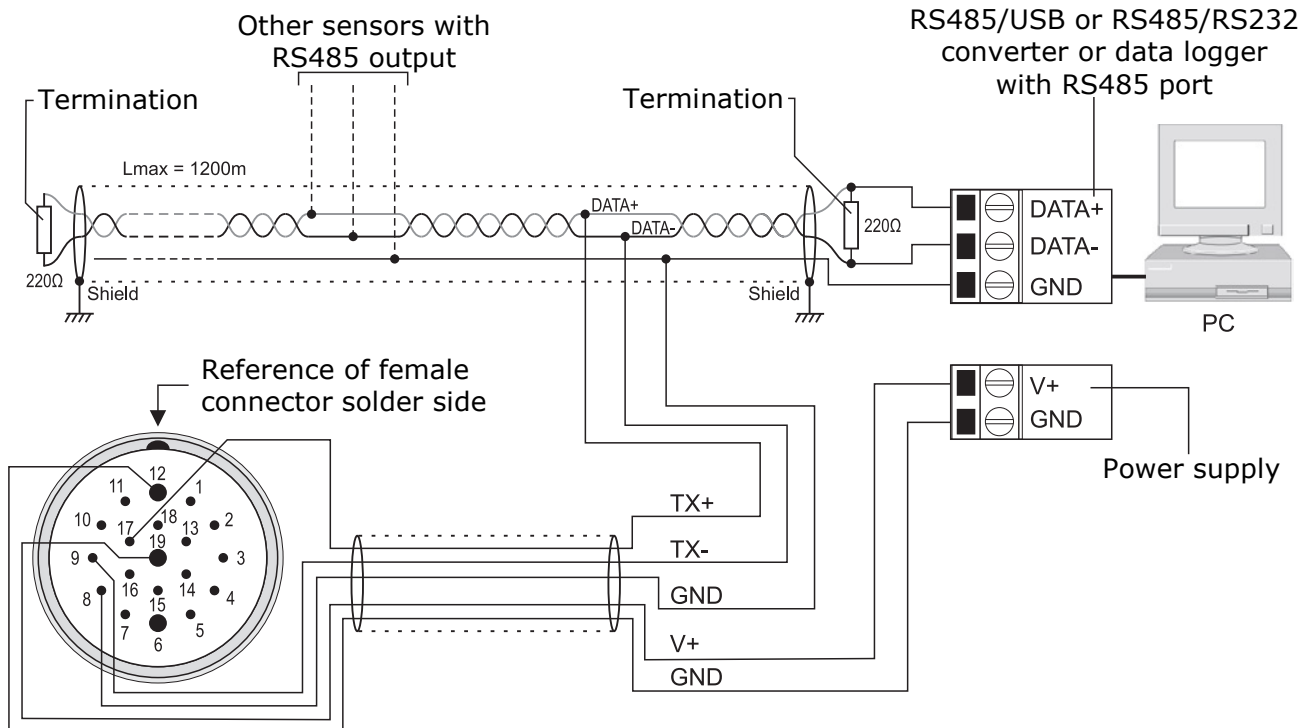 Other sensors with
RS485 output
RS485/USB or RS485/RS232
converter or data logger
with RS485 port
Termination
Termination
Lmax = 1200m
DATA+
DATA-
220Ω
220Ω
Shield
Shield
DATA+
DATA-
GND
PC
Reference of female
connector solder side
V+
GND
Power supply
12
11
1
10
17
18
13
2
9
19
3
8
16
15
14
4
7
6
5
TX+
TX-
GND
V+
GND